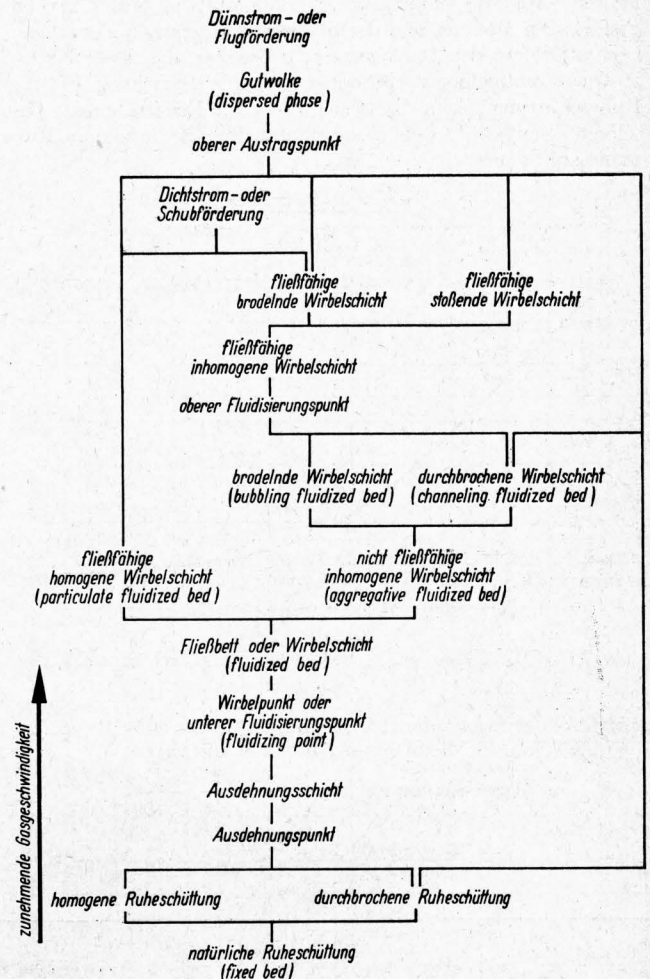 Dünnstrom- oder
Flugförderung
Gutwolke
(dispersed phase)
oberer Austragspunkt
Dichtstrom- oder
Schubförderung
fließfähige
brodelnde Wirbelschicht
fließfähige
stoßende Wirbelschicht
fließfähige
inhomogene Wirbelschicht
oberer Fluidisierungspunkt
brodelnde Wirbelschicht
(bubbling fluidized bed)
durchbrochene Wirbelschicht
(channeling fluidized bed)
fließfähige
homogene Wirbelschicht
(particulate fluidized bed)
nicht fließfähige
inhomogene Wirbelschicht
(aggregative fluidized bed)
Fließbett oder Wirbelschicht
(fluidized bed)
Wirbelpunkt oder
unterer Fluidisierungspunkt
(fluidizing point)
Ausdehnungsschicht
Ausdehnungspunkt
homogene Ruheschüttung
durchbrochene Ruheschüttung
natürliche Ruheschüttung
(fixed bed)
zunehmende Gasgeschwindigkeit